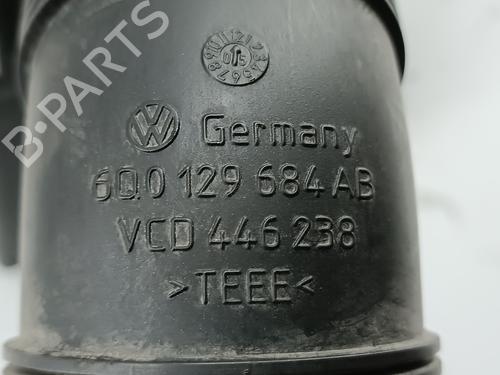 Germany
6Q0 129 684 AB
VCD 446 238
>TEEE<
B-PARTS